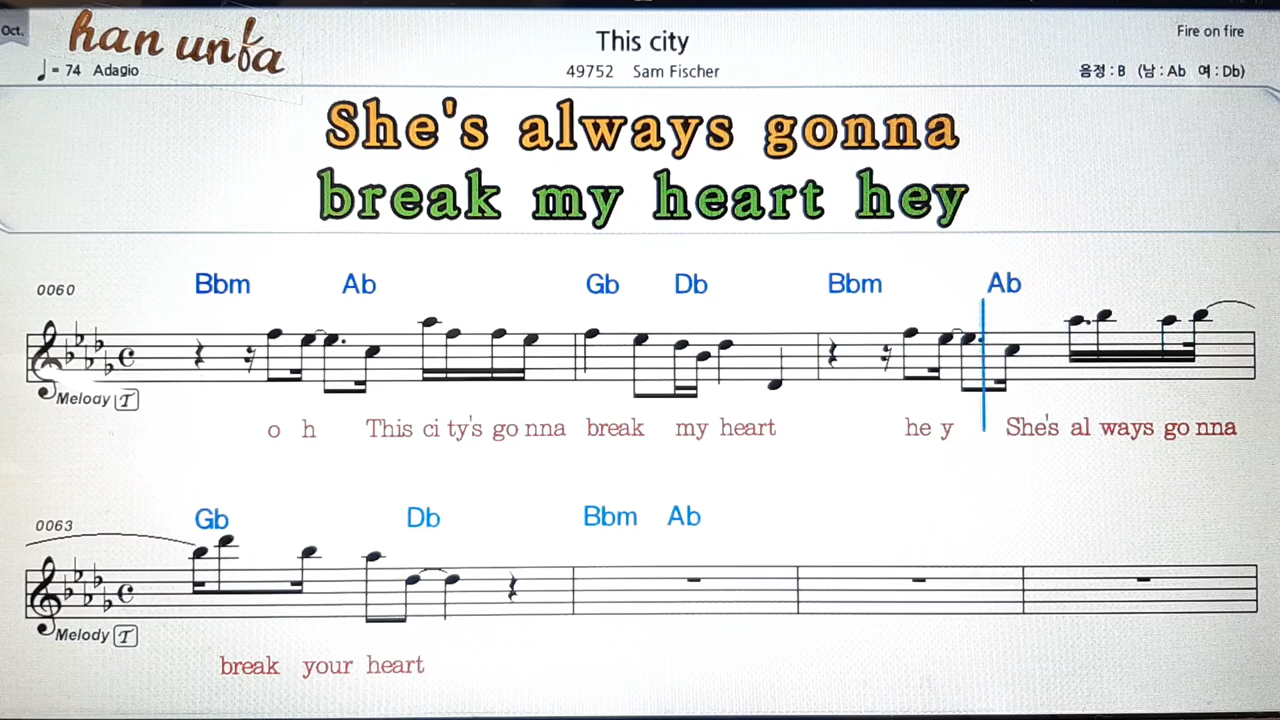 Oct.
han unfa
This city
Fire on fire
♩ = 74 Adagio
49752 Sam Fischer
음정 : B (남 : Ab 여 : Db)
She's always gonna
break my heart hey
0060
Bbm Ab Gb Db Bbm Ab
Melody T
o h This ci ty's go nna break my heart he y She's al ways go nna
0063
Gb Db Bbm Ab
Melody T
break your heart